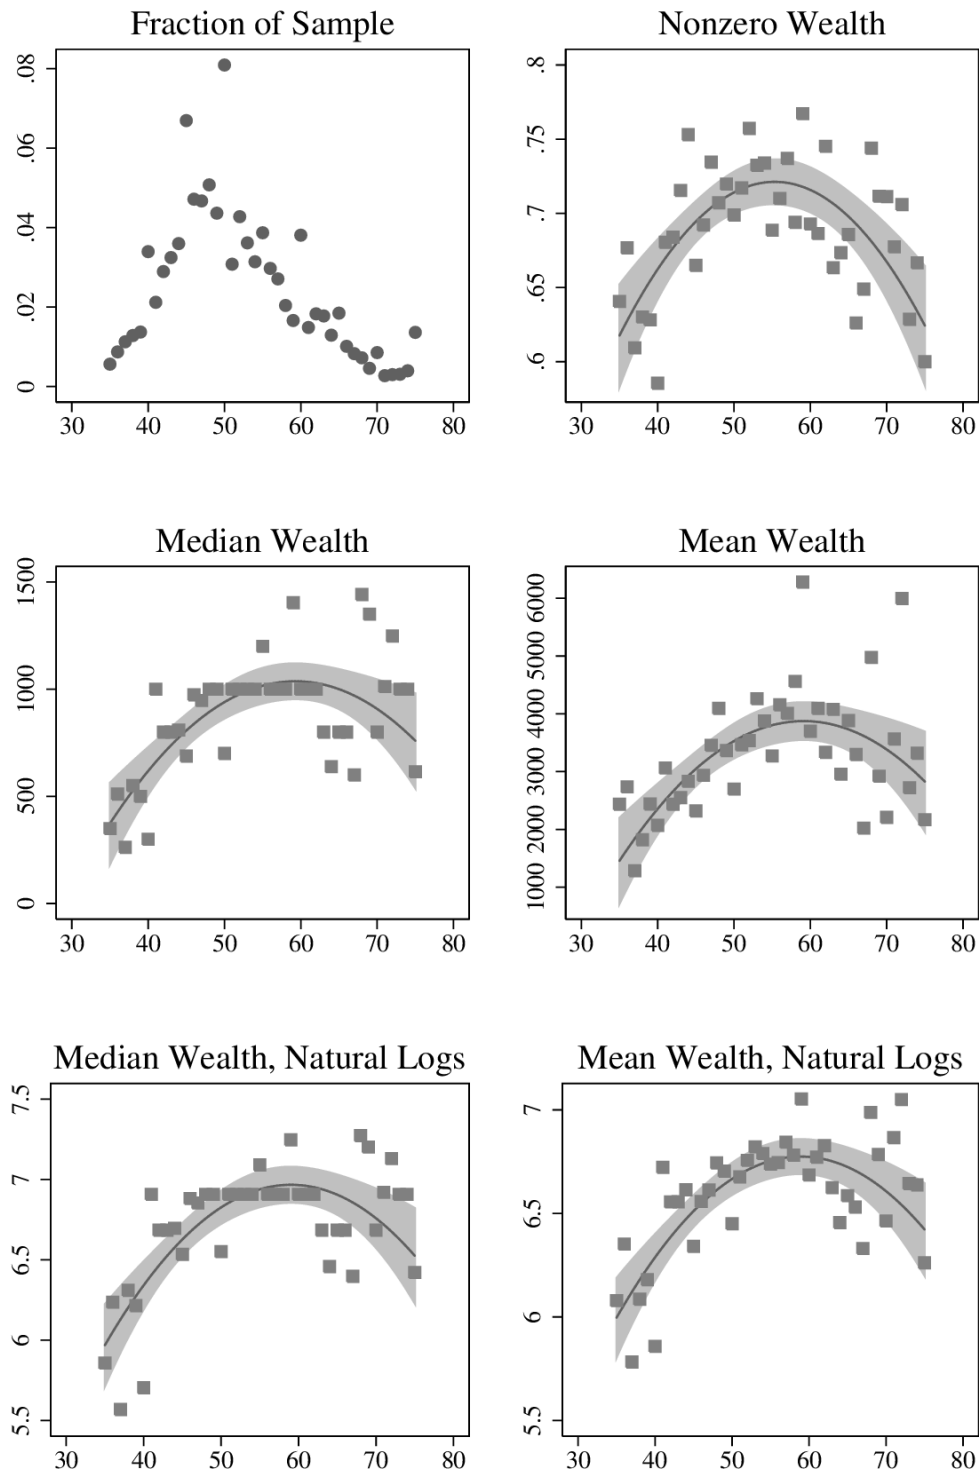 Fraction of Sample
.08
.06
.04
.02
0
30 40 50 60 70 80
Nonzero Wealth
.8
.75
.7
.65
.6
30 40 50 60 70 80
Median Wealth
1500
1000
500
0
30 40 50 60 70 80
Mean Wealth
6000
5000
4000
3000
2000
1000
30 40 50 60 70 80
Median Wealth, Natural Logs
7.5
7
6.5
6
5.5
30 40 50 60 70 80
Mean Wealth, Natural Logs
7
6.5
6
5.5
30 40 50 60 70 80